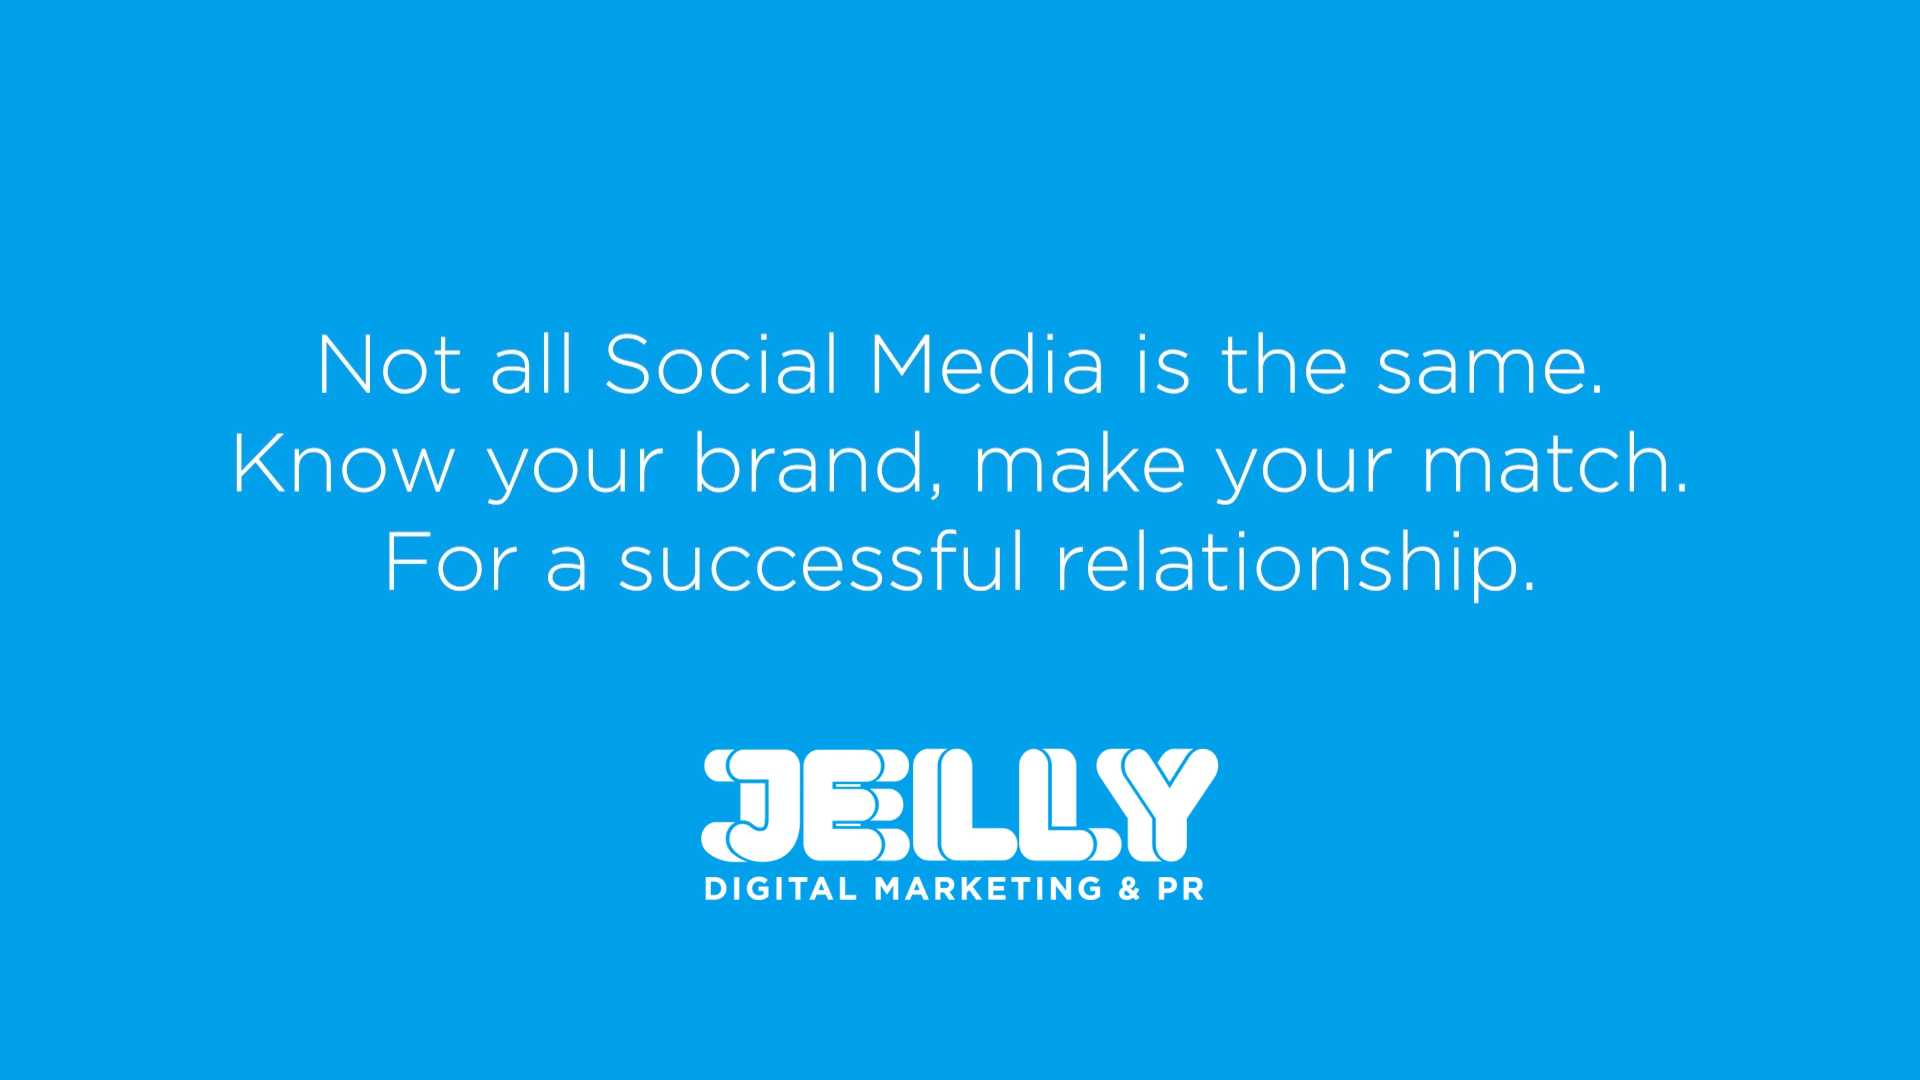 Not all Social Media is the same.
Know your brand, make your match.
For a successful relationship.
JELLY
DIGITAL MARKETING & PR